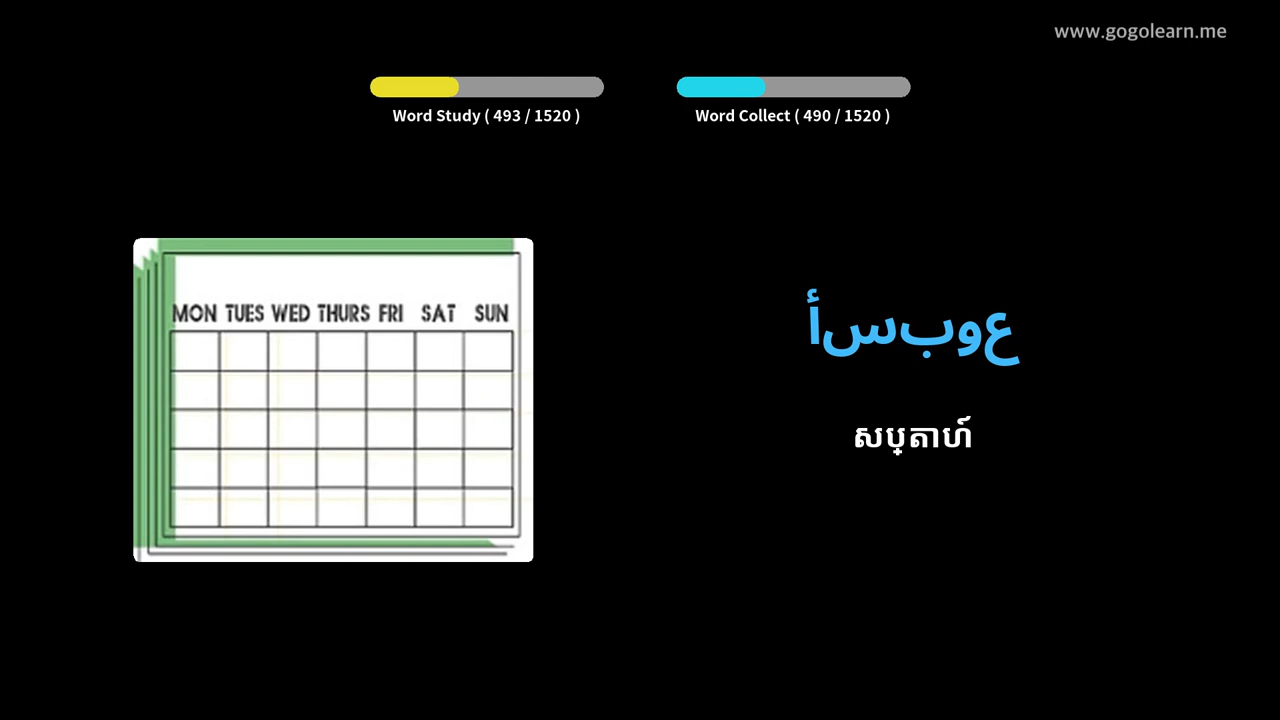 www.gogolearn.me
Word Study ( 493 / 1520 )
Word Collect ( 490 / 1520 )
MON TUES WED THURS FRI SAT SUN
أسبوع
សប្តាហ៍